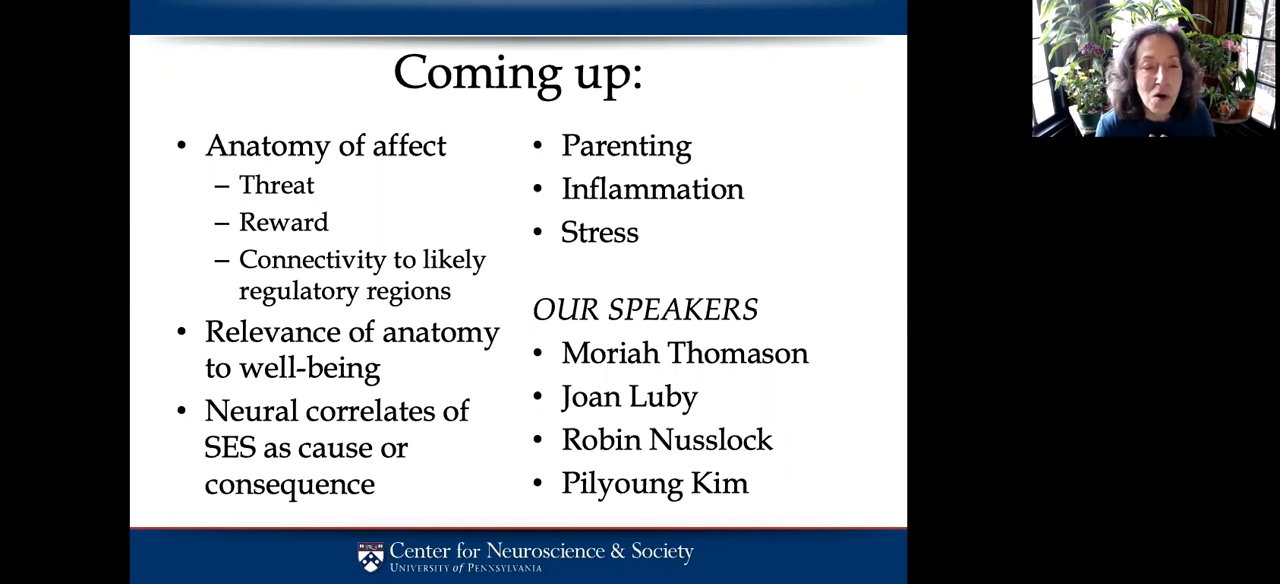 Coming up:
• Anatomy of affect
– Threat
– Reward
– Connectivity to likely
regulatory regions
• Relevance of anatomy
to well-being
• Neural correlates of
SES as cause or
consequence
• Parenting
• Inflammation
• Stress
OUR SPEAKERS
• Moriah Thomason
• Joan Luby
• Robin Nusslock
• Pilyoung Kim
Center for Neuroscience & Society
UNIVERSITY of PENNSYLVANIA